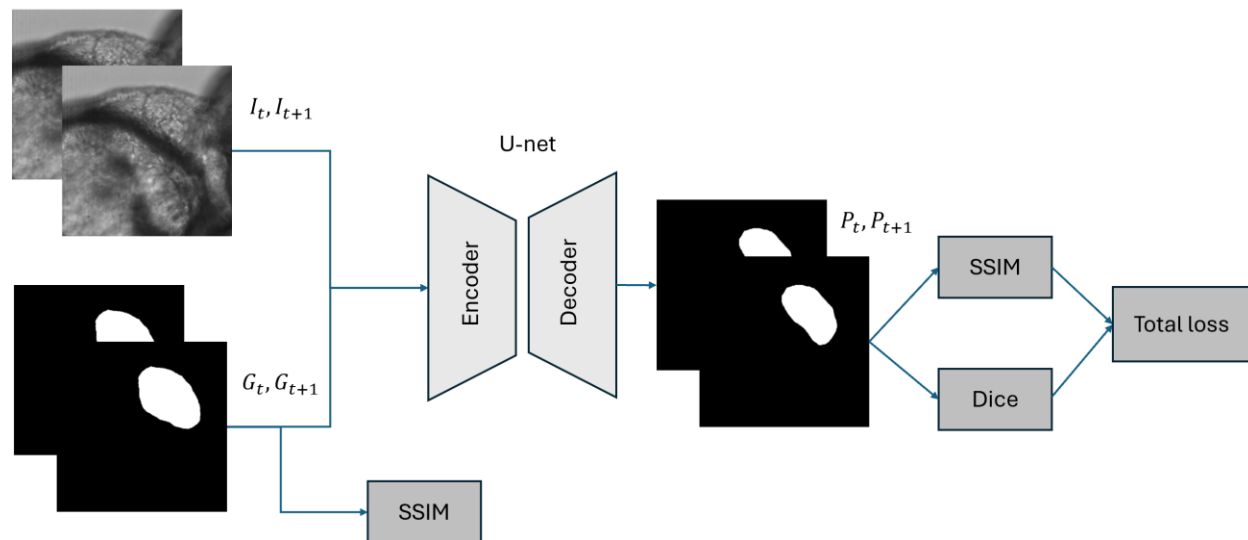 I_t, I_{t+1}
U-net
Encoder
Decoder
P_t, P_{t+1}
SSIM
Total loss
Dice
G_t, G_{t+1}
SSIM